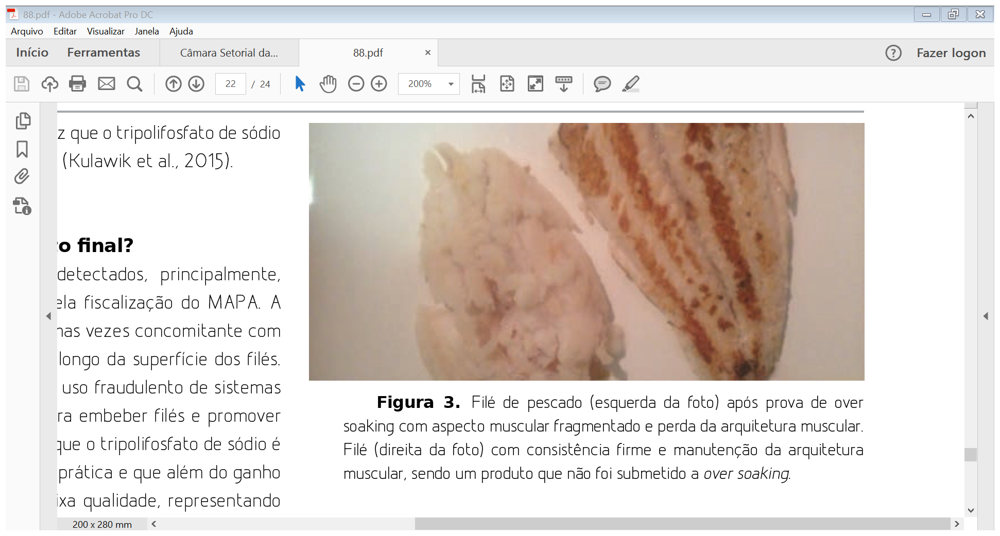 88.pdf - Adobe Acrobat Pro DC
Arquivo Editar Visualizar Janela Ajuda
Início Ferramentas Câmara Setorial da... 88.pdf × Fazer logon
22 / 24 200%
z que o tripolifosfato de sódio
(Kulawik et al., 2015).
to final?
detectados, principalmente,
ela fiscalização do MAPA. A
nas vezes concomitante com
longo da superfície dos filés.
uso fraudulento de sistemas
ra embeber filés e promover
que o tripolifosfato de sódio é
prática e que além do ganho
ixa qualidade, representando
Figura 3. Filé de pescado (esquerda da foto) após prova de over
soaking com aspecto muscular fragmentado e perda da arquitetura muscular.
Filé (direita da foto) com consistência firme e manutenção da arquitetura
muscular, sendo um produto que não foi submetido a over soaking.
200 x 280 mm